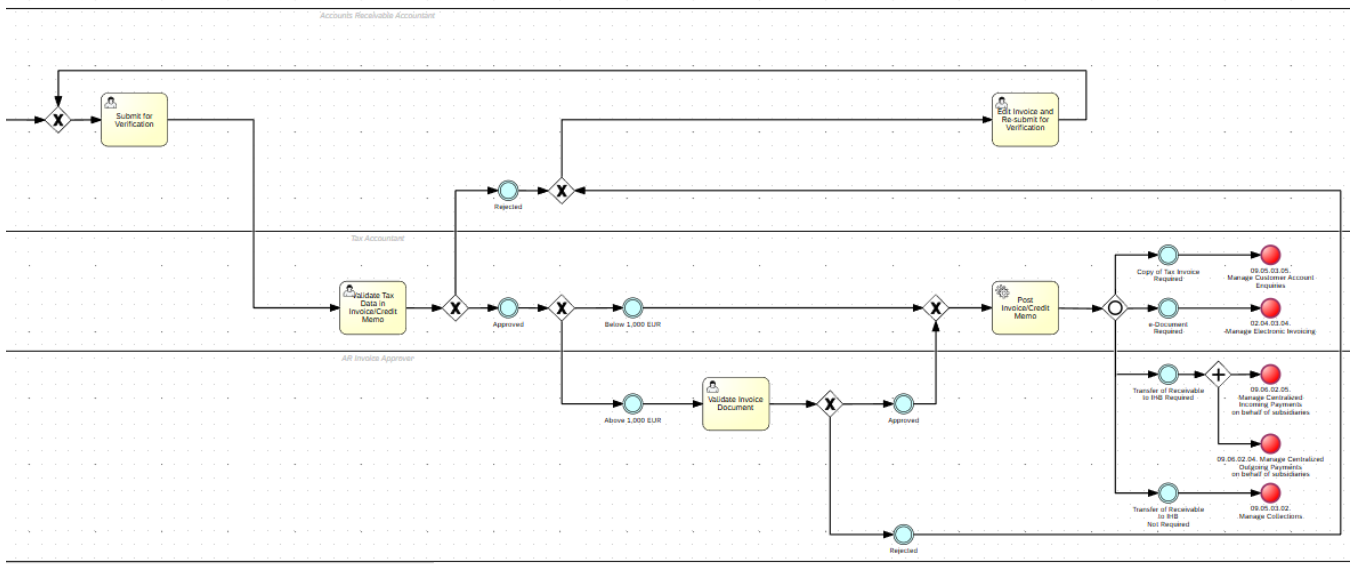 Accounts Receivable Accountant
Submit for
Verification
Edit Invoice and
Re-submit for
Verification
Rejected
Tax Accountant
Validate Tax
Data in
Invoice/Credit
Memo
Approved
Below 1,000 EUR
Post
Invoice/Credit
Memo
Copy of Tax Invoice
Required
09.05.03.05.
Manage Customer Account
Enquiries
e-Document
Required
02.04.03.04.
Manage Electronic Invoicing
AR Invoice Approver
Above 1,000 EUR
Validate Invoice
Document
Approved
Transfer of Receivable
to IHB Required
09.06.02.05.
Manage Centralized
Incoming Payments
on behalf of subsidiaries
09.06.02.04. Manage Centralized
Outgoing Payments
on behalf of subsidiaries
Transfer of Receivable
to IHB
Not Required
09.05.03.02.
Manage Collections
Rejected